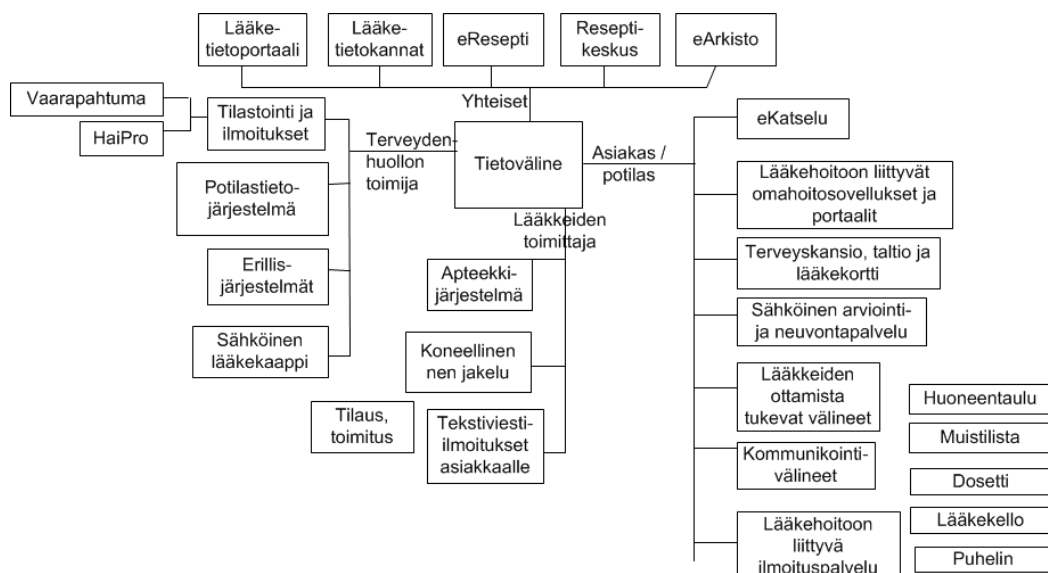 Lääke-
tietoportaali
Lääke-
tietokannat
eResepti
Resepti-
keskus
eArkisto
Yhteiset
Vaarapahtuma
HaiPro
Tilastointi ja
ilmoitukset
Terveyden-
huollon
toimija
Tietoväline
Asiakas /
potilas
Lääkkeiden
toimittaja
Potilastieto-
järjestelmä
Erillis-
järjestelmät
Sähköinen
lääkekaappi
Apteekki-
järjestelmä
Koneellinen
nen jakelu
Tilaus,
toimitus
Tekstiviesti-
ilmoitukset
asiakkaalle
eKatselu
Lääkehoitoon liittyvät
omahoitosovellukset ja
portaalit
Terveyskansio, taltio ja
lääkekortti
Sähköinen arviointi-
ja neuvontapalvelu
Lääkkeiden
ottamista
tukevat välineet
Kommunikointi-
välineet
Lääkehoitoon
liittyvä
ilmoituspalvelu
Huoneentaulu
Muistilista
Dosetti
Lääkekello
Puhelin